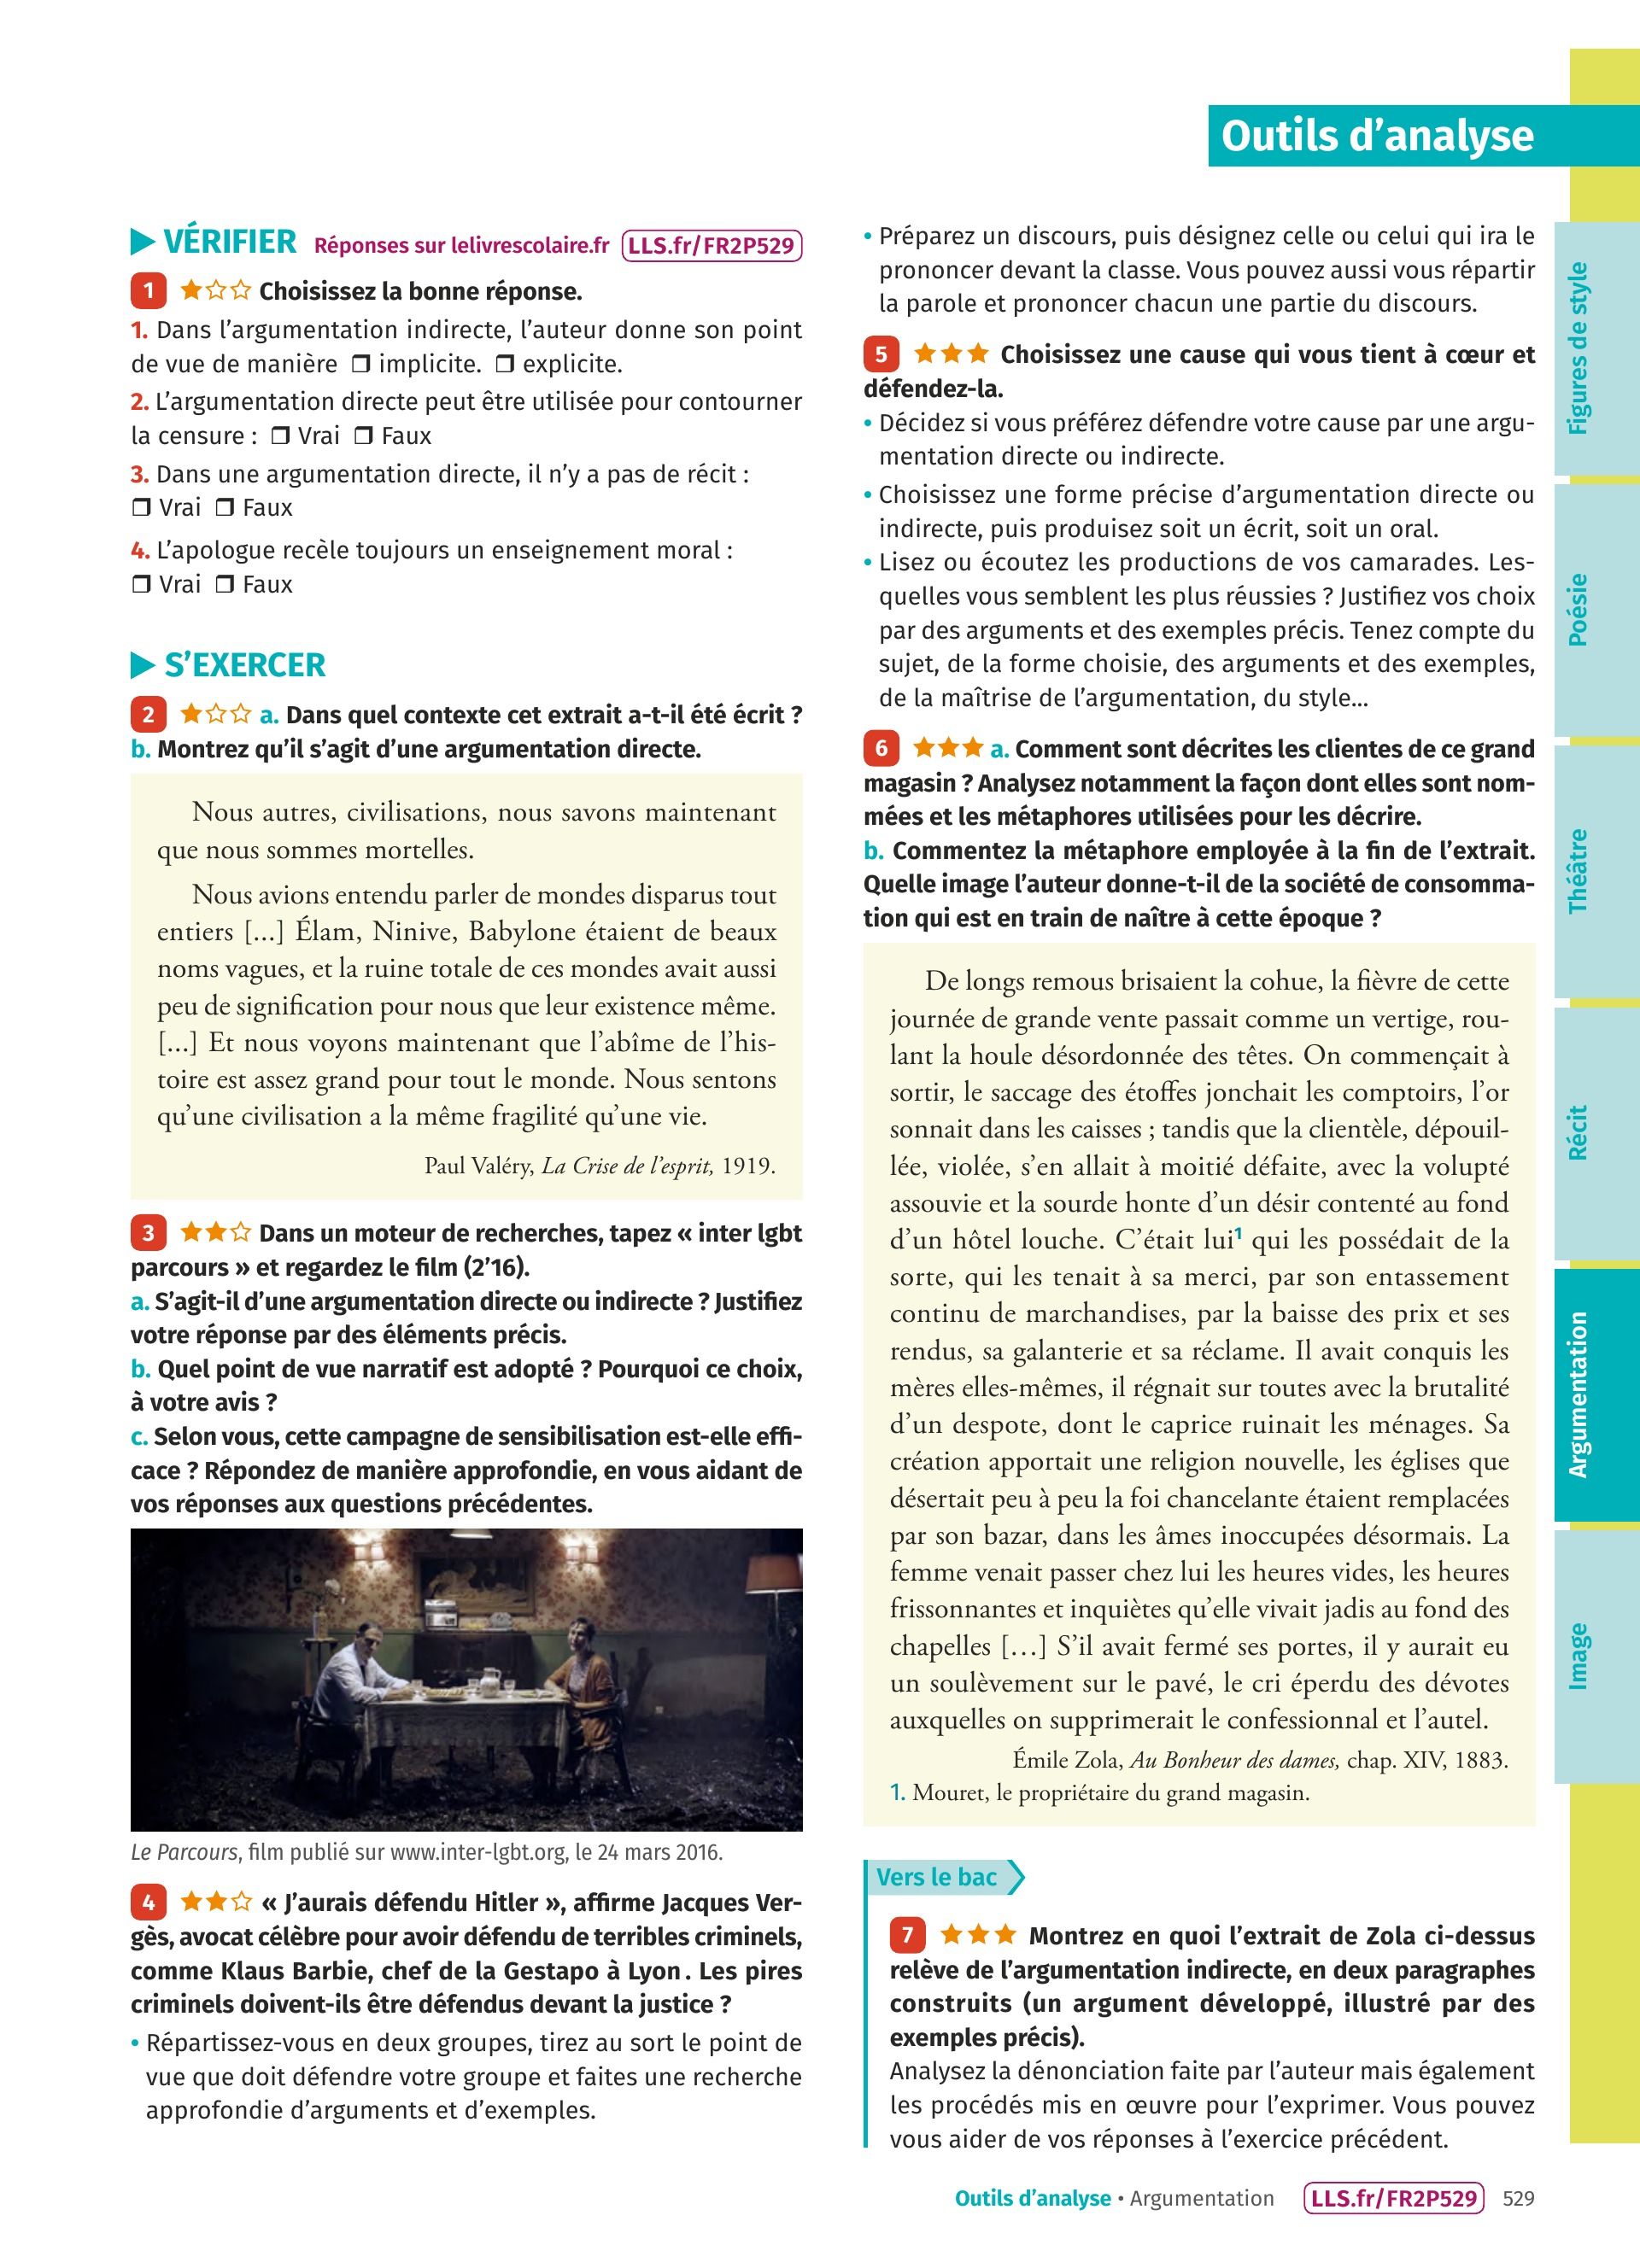 Outils d'analyse
VÉRIFIER Réponses sur lelivrescolaire.fr LLS.fr/FR2P529
1 ★☆☆ Choisissez la bonne réponse.
1. Dans l'argumentation indirecte, l'auteur donne son point
de vue de manière ❒ implicite. ❒ explicite.
2. L'argumentation directe peut être utilisée pour contourner
la censure : ❒ Vrai ❒ Faux
3. Dans une argumentation directe, il n'y a pas de récit :
❒ Vrai ❒ Faux
4. L'apologue recèle toujours un enseignement moral :
❒ Vrai ❒ Faux
S'EXERCER
2 ★☆☆ a. Dans quel contexte cet extrait a-t-il été écrit ?
b. Montrez qu'il s'agit d'une argumentation directe.
Nous autres, civilisations, nous savons maintenant
que nous sommes mortelles.
Nous avions entendu parler de mondes disparus tout
entiers [...] Élam, Ninive, Babylone étaient de beaux
noms vagues, et la ruine totale de ces mondes avait aussi
peu de signification pour nous que leur existence même.
[...] Et nous voyons maintenant que l'abîme de l'his-
toire est assez grand pour tout le monde. Nous sentons
qu'une civilisation a la même fragilité qu'une vie.
Paul Valéry, La Crise de l'esprit, 1919.
3 ★★☆ Dans un moteur de recherches, tapez « inter lgbt
parcours » et regardez le film (2'16).
a. S'agit-il d'une argumentation directe ou indirecte ? Justifiez
votre réponse par des éléments précis.
b. Quel point de vue narratif est adopté ? Pourquoi ce choix,
à votre avis ?
c. Selon vous, cette campagne de sensibilisation est-elle effi-
cace ? Répondez de manière approfondie, en vous aidant de
vos réponses aux questions précédentes.
Le Parcours, film publié sur www.inter-lgbt.org, le 24 mars 2016.
4 ★★☆ « J'aurais défendu Hitler », affirme Jacques Ver-
gès, avocat célèbre pour avoir défendu de terribles criminels,
comme Klaus Barbie, chef de la Gestapo à Lyon. Les pires
criminels doivent-ils être défendus devant la justice ?
• Répartissez-vous en deux groupes, tirez au sort le point de
vue que doit défendre votre groupe et faites une recherche
approfondie d'arguments et d'exemples.
• Préparez un discours, puis désignez celle ou celui qui ira le
prononcer devant la classe. Vous pouvez aussi vous répartir
la parole et prononcer chacun une partie du discours.
5 ★★★ Choisissez une cause qui vous tient à cœur et
défendez-la.
• Décidez si vous préférez défendre votre cause par une argu-
mentation directe ou indirecte.
• Choisissez une forme précise d'argumentation directe ou
indirecte, puis produisez soit un écrit, soit un oral.
• Lisez ou écoutez les productions de vos camarades. Les-
quelles vous semblent les plus réussies ? Justifiez vos choix
par des arguments et des exemples précis. Tenez compte du
sujet, de la forme choisie, des arguments et des exemples,
de la maîtrise de l'argumentation, du style...
6 ★★★ a. Comment sont décrites les clientes de ce grand
magasin ? Analysez notamment la façon dont elles sont nom-
mées et les métaphores utilisées pour les décrire.
b. Commentez la métaphore employée à la fin de l'extrait.
Quelle image l'auteur donne-t-il de la société de consomma-
tion qui est en train de naître à cette époque ?
De longs remous brisaient la cohue, la fièvre de cette
journée de grande vente passait comme un vertige, rou-
lant la houle désordonnée des têtes. On commençait à
sortir, le saccage des étoffes jonchait les comptoirs, l'or
sonnait dans les caisses ; tandis que la clientèle, dépouil-
lée, violée, s'en allait à moitié défaite, avec la volupté
assouvie et la sourde honte d'un désir contenté au fond
d'un hôtel louche. C'était lui¹ qui les possédait de la
sorte, qui les tenait à sa merci, par son entassement
continu de marchandises, par la baisse des prix et ses
rendus, sa galanterie et sa réclame. Il avait conquis les
mères elles-mêmes, il régnait sur toutes avec la brutalité
d'un despote, dont le caprice ruinait les ménages. Sa
création apportait une religion nouvelle, les églises que
désertait peu à peu la foi chancelante étaient remplacées
par son bazar, dans les âmes inoccupées désormais. La
femme venait passer chez lui les heures vides, les heures
frissonnantes et inquiètes qu'elle vivait jadis au fond des
chapelles [...] S'il avait fermé ses portes, il y aurait eu
un soulèvement sur le pavé, le cri éperdu des dévotes
auxquelles on supprimerait le confessionnal et l'autel.
Émile Zola, Au Bonheur des dames, chap. XIV, 1883.
1. Mouret, le propriétaire du grand magasin.
Vers le bac
7 ★★★ Montrez en quoi l'extrait de Zola ci-dessus
relève de l'argumentation indirecte, en deux paragraphes
construits (un argument développé, illustré par des
exemples précis).
Analysez la dénonciation faite par l'auteur mais également
les procédés mis en œuvre pour l'exprimer. Vous pouvez
vous aider de vos réponses à l'exercice précédent.
Figures de style
Poésie
Théâtre
Récit
Argumentation
Image
Outils d'analyse • Argumentation LLS.fr/FR2P529 529